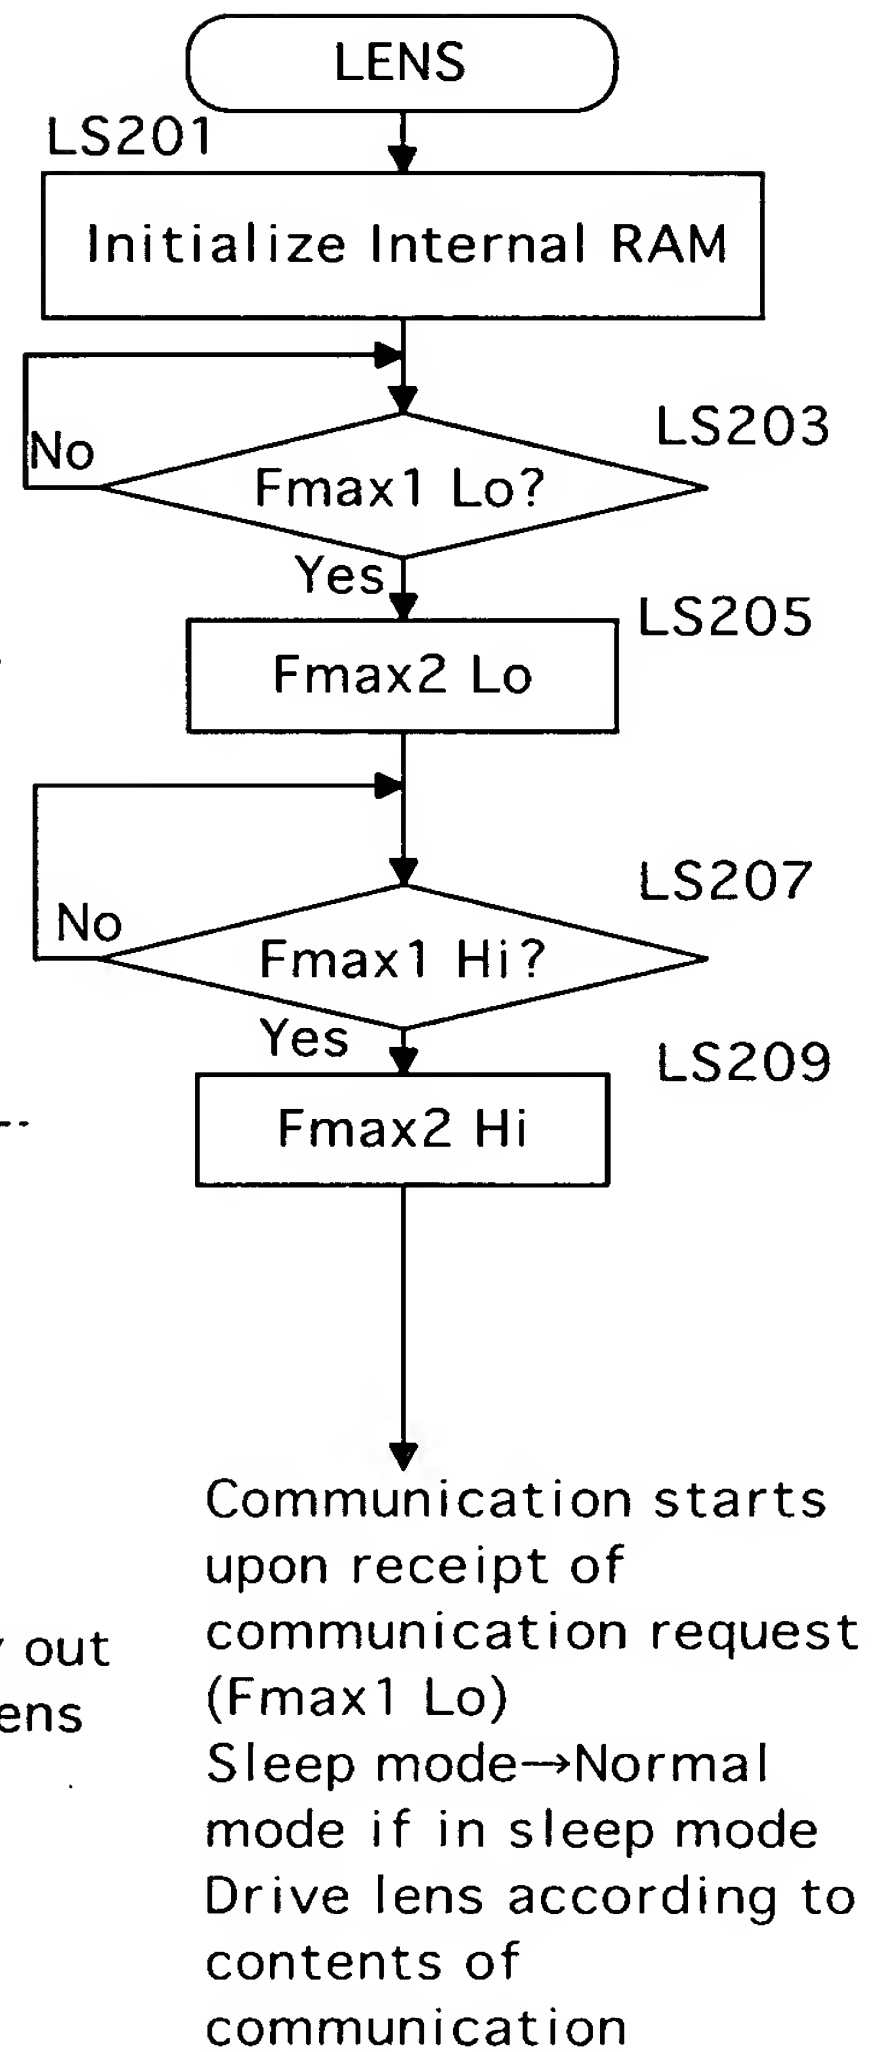 LENS
LS201
Initialize Internal RAM
LS203
No
Fmax1 Lo?
Yes
LS205
Fmax2 Lo
LS207
No
Fmax1 Hi?
Yes
LS209
Fmax2 Hi
Communication starts
upon receipt of
communication request
(Fmax1 Lo)
Sleep mode→Normal
mode if in sleep mode
Drive lens according to
contents of
communication
out